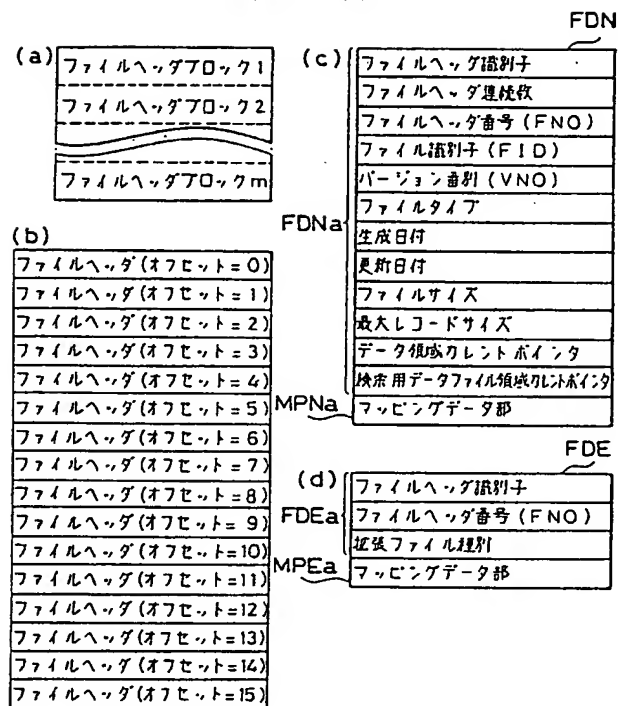 (a)
ファイルヘッダブロック1
ファイルヘッダブロック2
ファイルヘッダブロックm
(b)
ファイルヘッダ(オフセット=0)
ファイルヘッダ(オフセット=1)
ファイルヘッダ(オフセット=2)
ファイルヘッダ(オフセット=3)
ファイルヘッダ(オフセット=4)
ファイルヘッダ(オフセット=5)
ファイルヘッダ(オフセット=6)
ファイルヘッダ(オフセット=7)
ファイルヘッダ(オフセット=8)
ファイルヘッダ(オフセット=9)
ファイルヘッダ(オフセット=10)
ファイルヘッダ(オフセット=11)
ファイルヘッダ(オフセット=12)
ファイルヘッダ(オフセット=13)
ファイルヘッダ(オフセット=14)
ファイルヘッダ(オフセット=15)
FDN
(c)
ファイルヘッダ識別子
ファイルヘッダ連続数
ファイルヘッダ番号(FNO)
ファイル識別子(FID)
バージョン番別(VNO)
ファイルタイプ
生成日付
更新日付
ファイルサイズ
最大レコードサイズ
データ領域カレントポインタ
検索用データファイル領域カレントポインタ
マッピングデータ部
FDNa
MPNa
FDE
(d)
ファイルヘッダ識別子
ファイルヘッダ番号(FNO)
拡張ファイル種別
マッピングデータ部
FDEa
MPEa